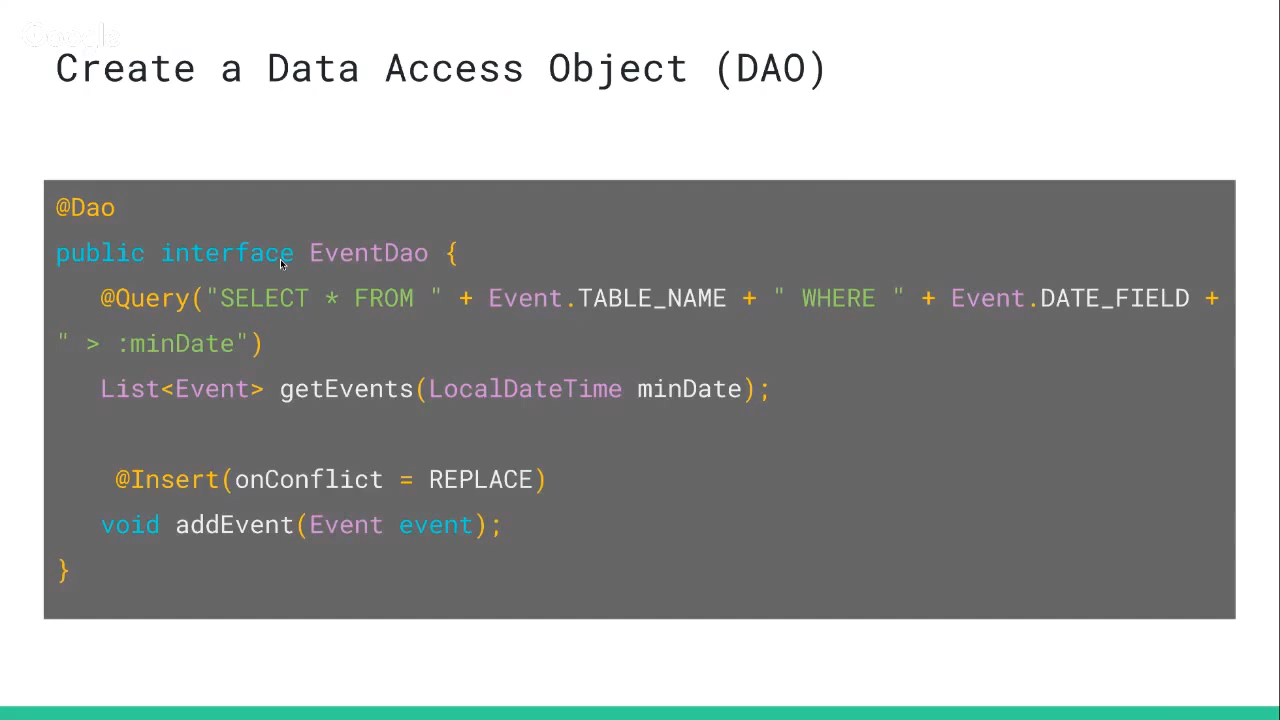 Google
Create a Data Access Object (DAO)
@Dao
public interface EventDao {
@Query("SELECT * FROM " + Event.TABLE_NAME + " WHERE " + Event.DATE_FIELD +
" > :minDate")
List<Event> getEvents(LocalDateTime minDate);
@Insert(onConflict = REPLACE)
void addEvent(Event event);
}